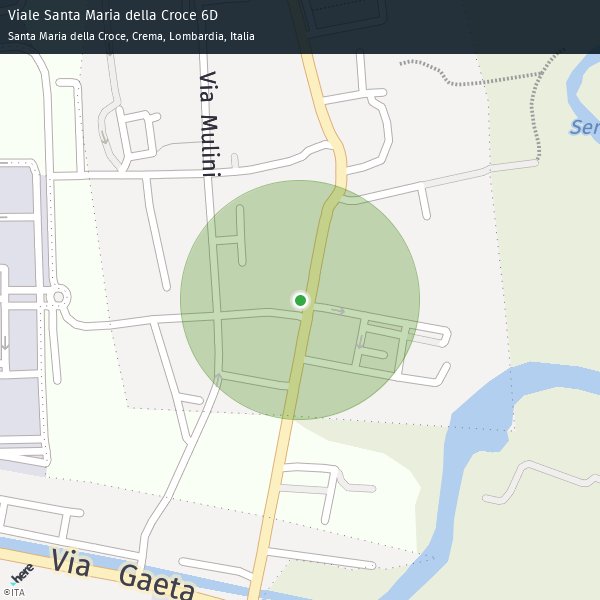 Viale Santa Maria della Croce 6D
Santa Maria della Croce, Crema, Lombardia, Italia
Via Mulini
Ser
Via Gaeta
here
©ITA